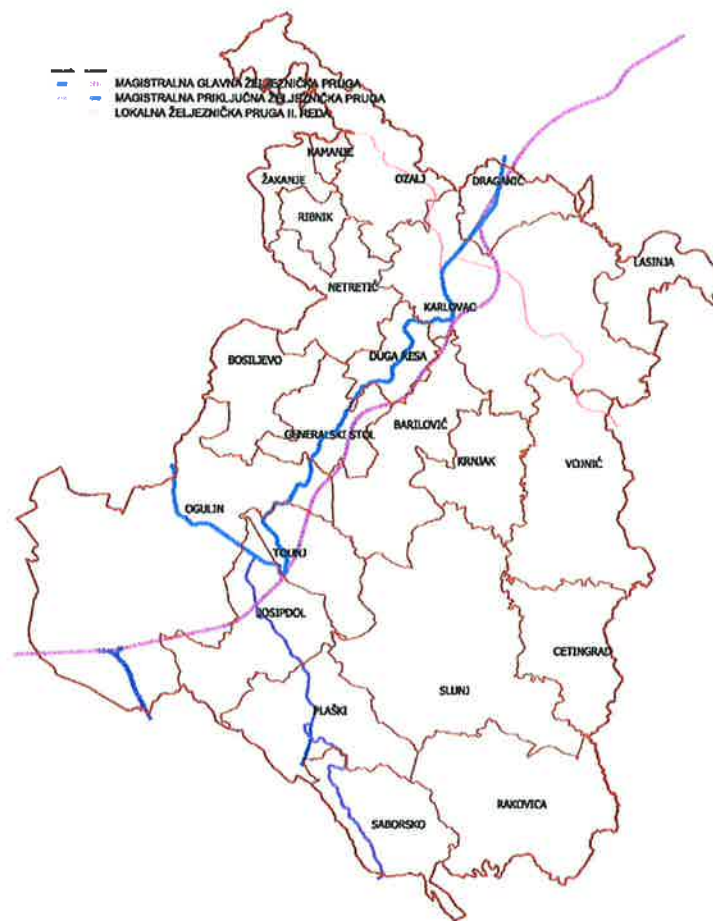 MAGISTRALNA GLAVNA ŽELJEZNIČKA PRUGA
MAGISTRALNA PRIKLJUČNA ŽELJEZNIČKA PRUGA
LOKALNA ŽELJEZNIČKA PRUGA II. REDA
KAMANJE
ŽAKANJE
OZALJ
DRAGANIĆ
RIBNIK
LASINJA
NETRETIĆ
KARLOVAC
BOSILJEVO
DUGA RESA
GENERALSKI STOL
BARILOVIĆ
KRNJAK
VOJNIĆ
OGULIN
TOUNJ
JOSIPDOL
CETINGRAD
SLUNJ
PLAŠKI
RAKOVICA
SABORSKO